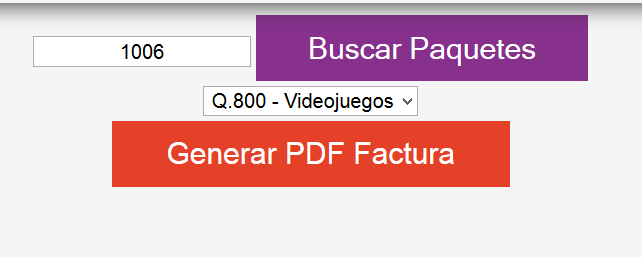 1006 Buscar Paquetes
Q.800 - Videojuegos
Generar PDF Factura